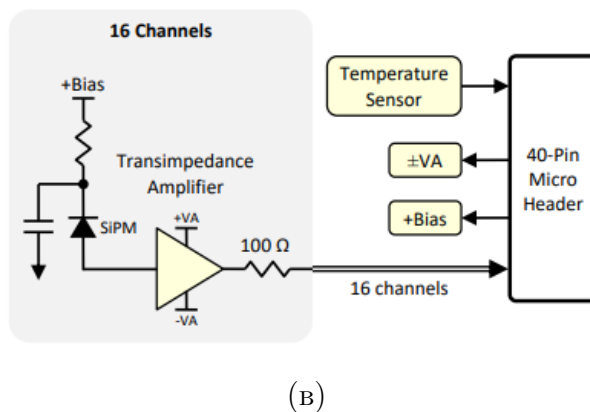 16 Channels
+Bias
Transimpedance
Amplifier
SiPM
+VA
-VA
100 Ω
16 channels
Temperature
Sensor
±VA
+Bias
40-Pin
Micro
Header
(в)